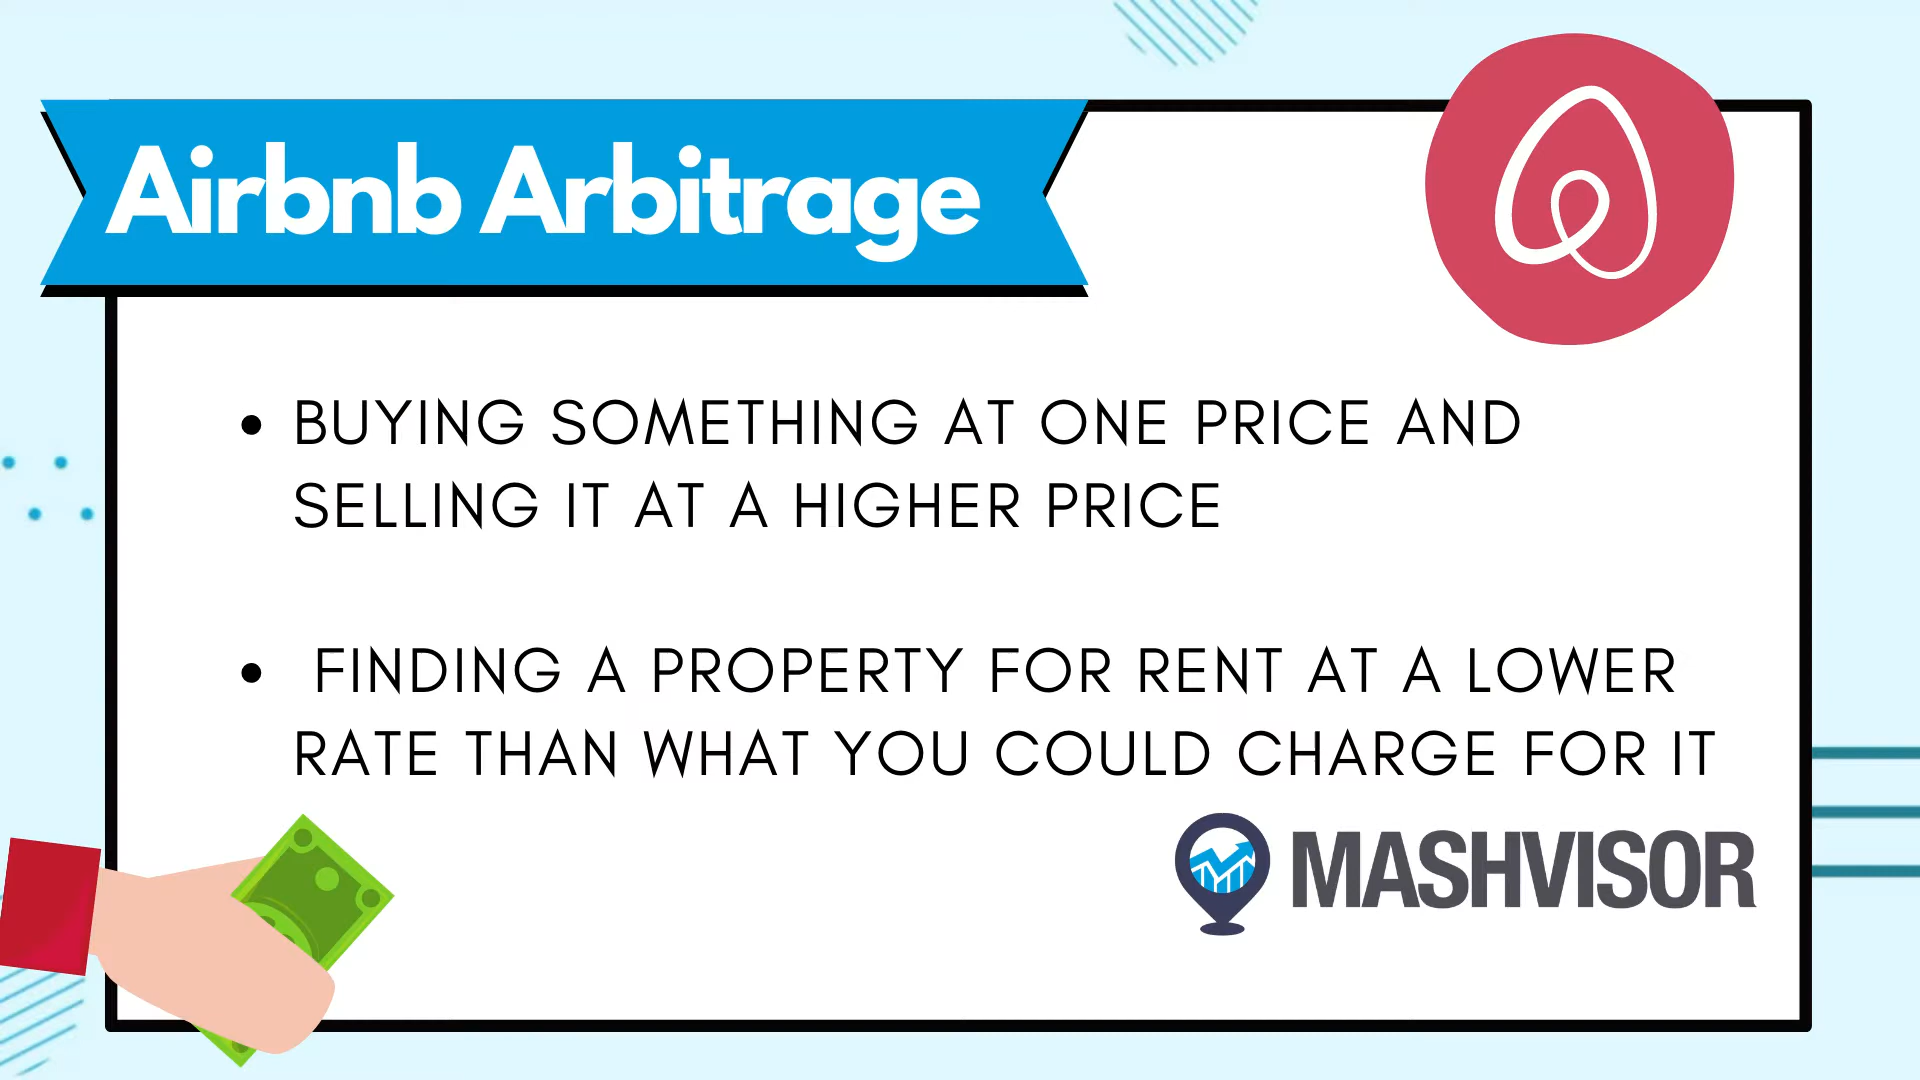 Airbnb Arbitrage
BUYING SOMETHING AT ONE PRICE AND
SELLING IT AT A HIGHER PRICE
FINDING A PROPERTY FOR RENT AT A LOWER
RATE THAN WHAT YOU COULD CHARGE FOR IT
MASHVISOR